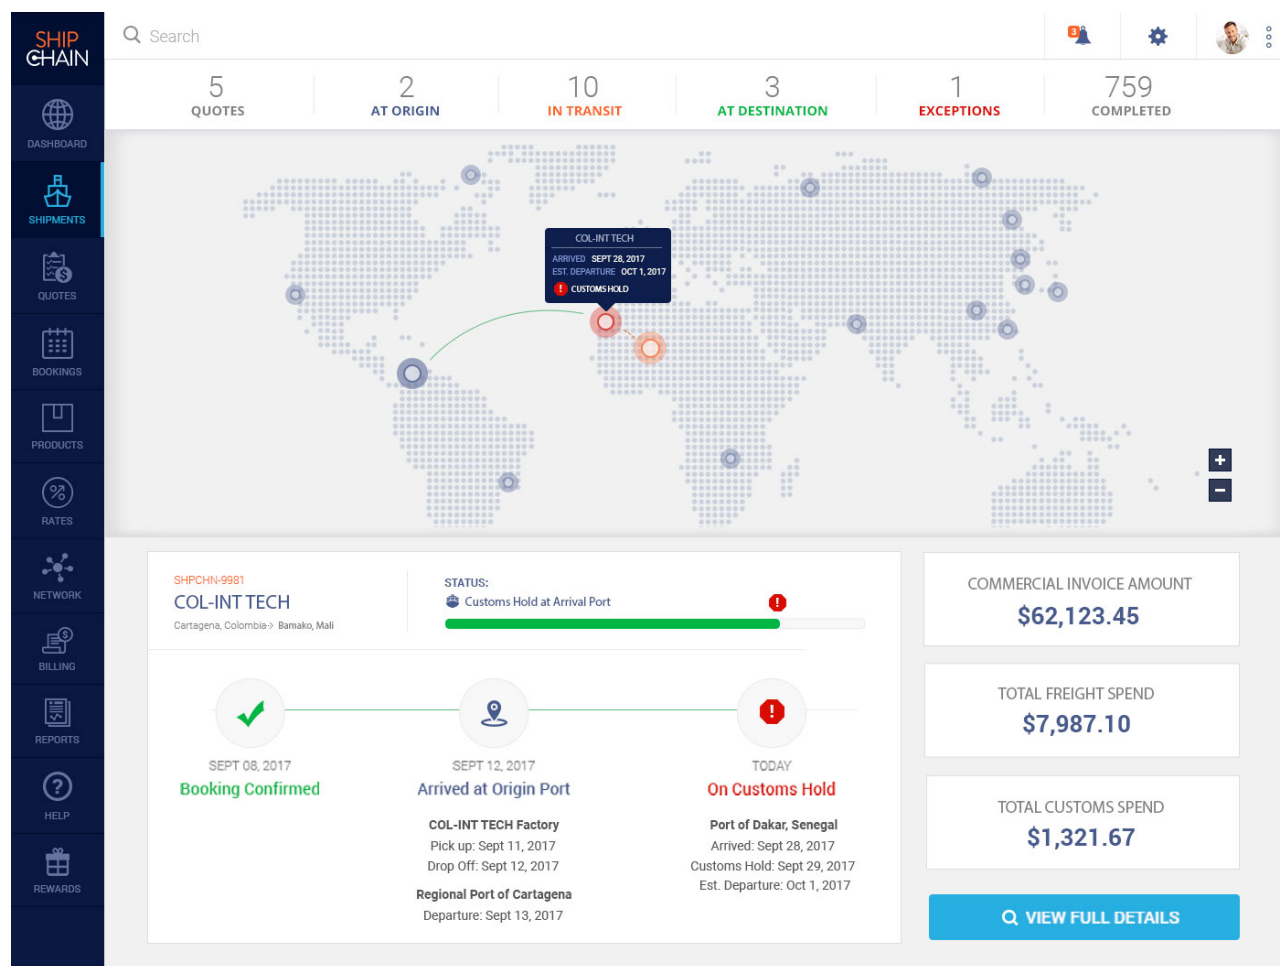 SHIP
CHAIN
Search
3
5
QUOTES
2
AT ORIGIN
10
IN TRANSIT
3
AT DESTINATION
1
EXCEPTIONS
759
COMPLETED
DASHBOARD
SHIPMENTS
QUOTES
BOOKINGS
PRODUCTS
RATES
NETWORK
BILLING
REPORTS
HELP
REWARDS
COL-INT TECH
ARRIVED SEPT 28, 2017
EST. DEPARTURE OCT 1, 2017
! CUSTOMS HOLD
+
−
SHPCHN-9981
COL-INT TECH
Cartagena, Colombia-> Bamako, Mali
STATUS:
Customs Hold at Arrival Port
!
SEPT 08, 2017
Booking Confirmed
SEPT 12, 2017
Arrived at Origin Port
COL-INT TECH Factory
Pick up: Sept 11, 2017
Drop Off: Sept 12, 2017
Regional Port of Cartagena
Departure: Sept 13, 2017
!
TODAY
On Customs Hold
Port of Dakar, Senegal
Arrived: Sept 28, 2017
Customs Hold: Sept 29, 2017
Est. Departure: Oct 1, 2017
COMMERCIAL INVOICE AMOUNT
$62,123.45
TOTAL FREIGHT SPEND
$7,987.10
TOTAL CUSTOMS SPEND
$1,321.67
VIEW FULL DETAILS